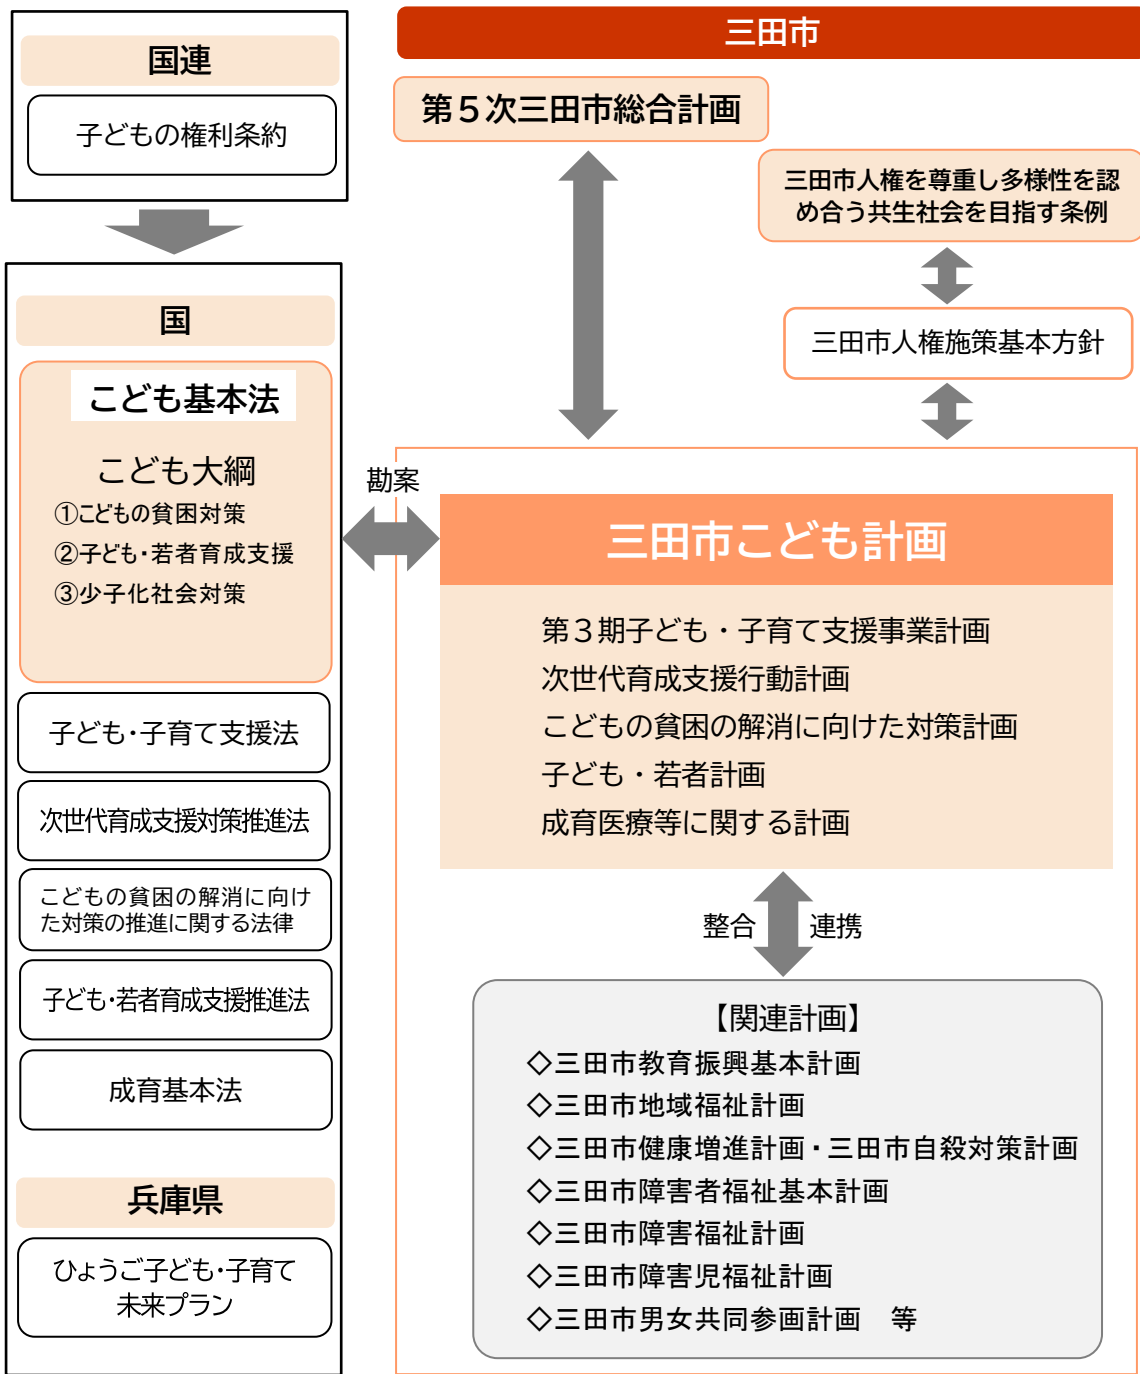 国連
子どもの権利条約
国
こども基本法
こども大綱
①こどもの貧困対策
②子ども・若者育成支援
③少子化社会対策
子ども・子育て支援法
次世代育成支援対策推進法
こどもの貧困の解消に向け
た対策の推進に関する法律
子ども・若者育成支援推進法
成育基本法
兵庫県
ひょうご子ども・子育て
未来プラン
三田市
第５次三田市総合計画
三田市人権を尊重し多様性を認
め合う共生社会を目指す条例
三田市人権施策基本方針
勘案
三田市こども計画
第３期子ども・子育て支援事業計画
次世代育成支援行動計画
こどもの貧困の解消に向けた対策計画
子ども・若者計画
成育医療等に関する計画
整合 連携
【関連計画】
◇三田市教育振興基本計画
◇三田市地域福祉計画
◇三田市健康増進計画・三田市自殺対策計画
◇三田市障害者福祉基本計画
◇三田市障害福祉計画
◇三田市障害児福祉計画
◇三田市男女共同参画計画　等